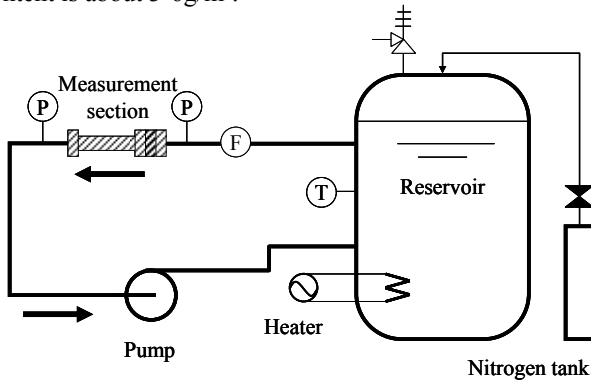 Measurement
section
P
P
F
T
Reservoir
Heater
Pump
Nitrogen tank